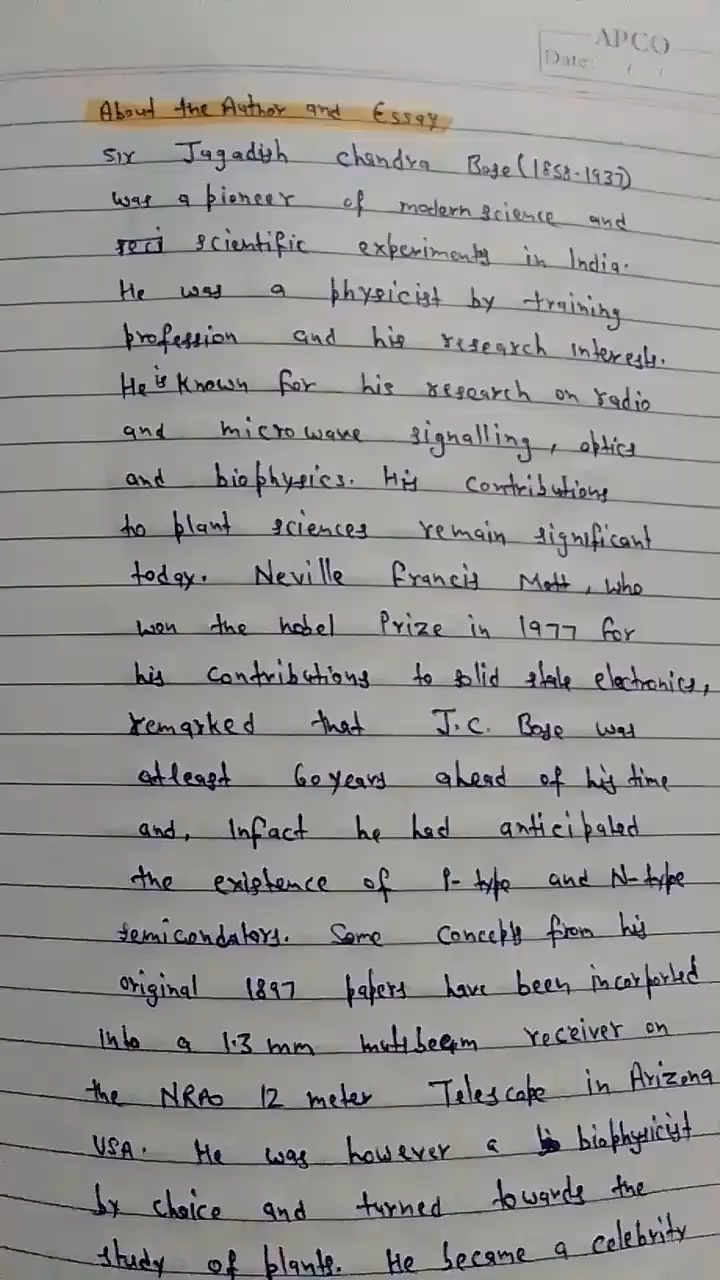 APCO
Date: / /
About the Author and Essay
Sir Jagadish chandra Bose (1858-1937)
was a pioneer of modern science and
scientific experiments in India.
He was a physicist by training
profession and his research interests.
He is known for his research on radio
and microwave signalling, optics
and biophysics. His contributions
to plant sciences remain significant
today. Neville Francis Mott, who
won the nobel Prize in 1977 for
his contributions to solid state electronics,
remarked that J.C. Bose was
atleast 60 years ahead of his time
and, Infact he had anticipated
the existence of P-type and N-type
semicondators. Some concepts from his
original 1897 papers have been incorported
into a 1.3 mm multibeam receiver on
the NRAO 12 meter Telescope in Arizona
USA. He was however a biophysicist
by choice and turned towards the
study of plants. He became a celebrity